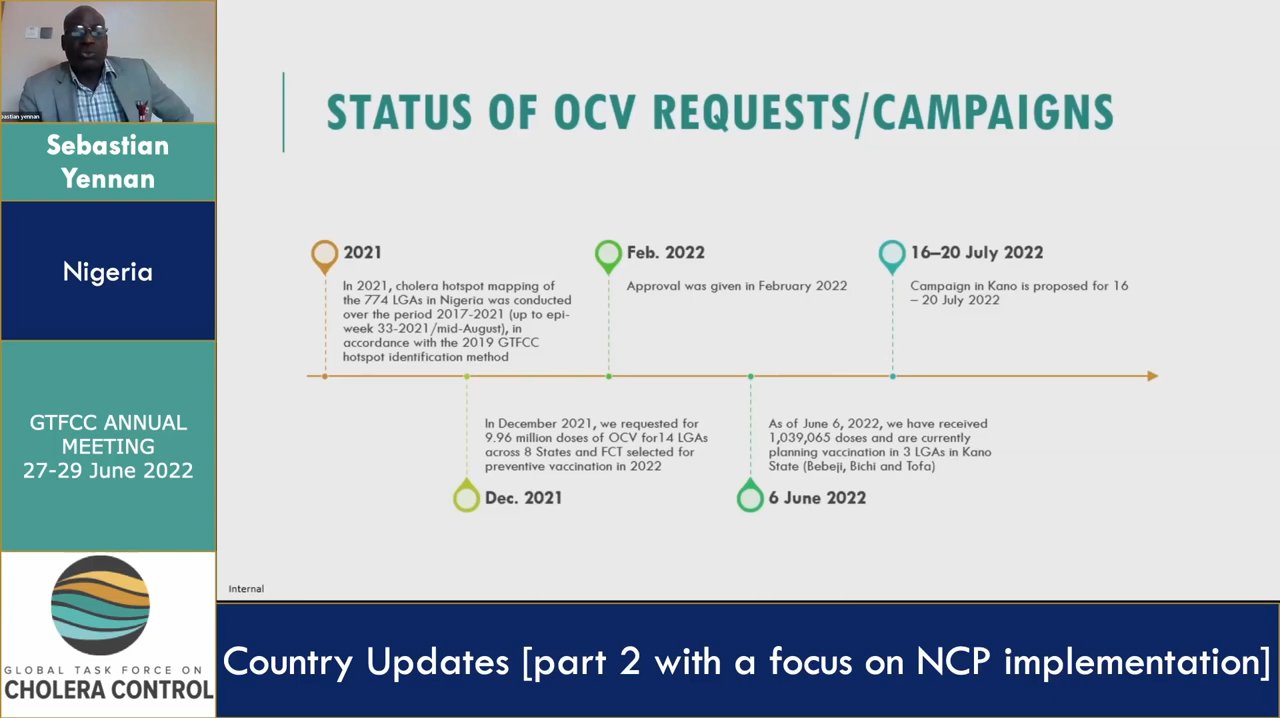 bastian yennan
Sebastian
Yennan
Nigeria
GTFCC ANNUAL
MEETING
27-29 June 2022
GLOBAL TASK FORCE ON
CHOLERA CONTROL
STATUS OF OCV REQUESTS/CAMPAIGNS
2021
In 2021, cholera hotspot mapping of
the 774 LGAs in Nigeria was conducted
over the period 2017-2021 (up to epi-
week 33-2021/mid-August), in
accordance with the 2019 GTFCC
hotspot identification method
In December 2021, we requested for
9.96 million doses of OCV for14 LGAs
across 8 States and FCT selected for
preventive vaccination in 2022
Dec. 2021
Feb. 2022
Approval was given in February 2022
As of June 6, 2022, we have received
1,039,065 doses and are currently
planning vaccination in 3 LGAs in Kano
State (Bebeji, Bichi and Tofa)
6 June 2022
16–20 July 2022
Campaign in Kano is proposed for 16
– 20 July 2022
Internal
Country Updates [part 2 with a focus on NCP implementation]